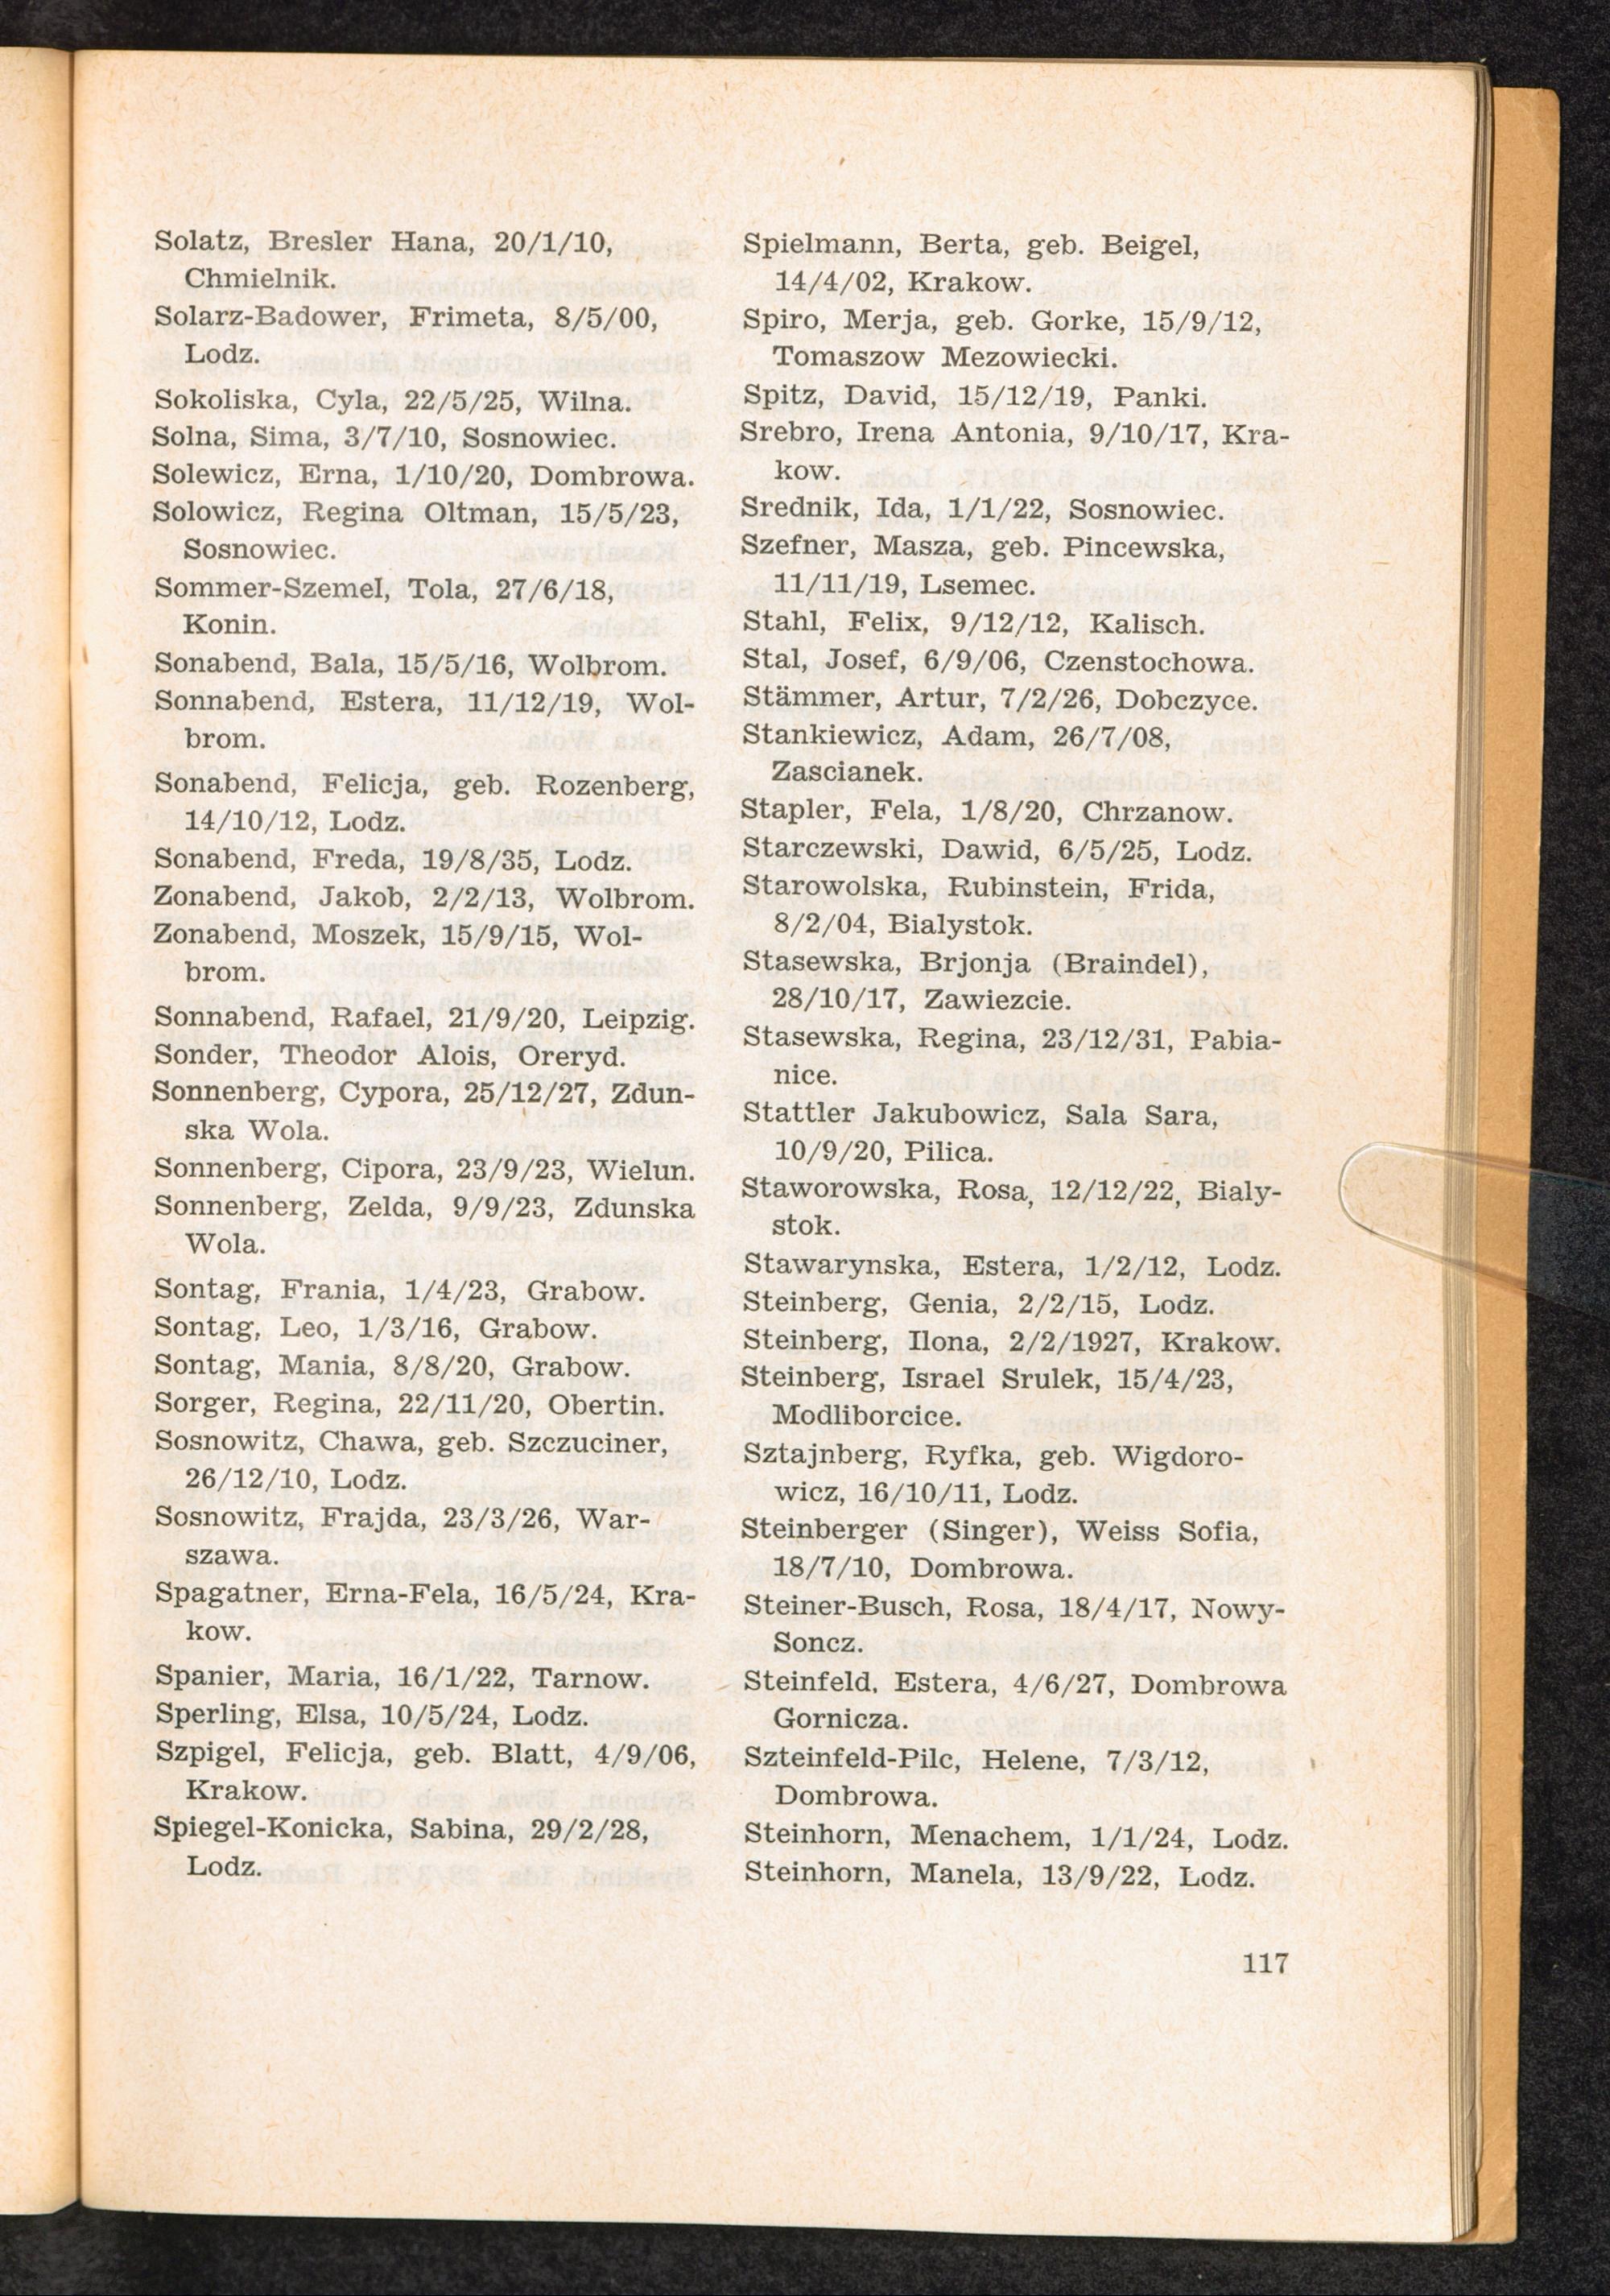 Solatz, Bresler Hana, 20/1/10,
Chmielnik.
Solarz-Badower, Frimeta, 8/5/00,
Lodz.
Sokoliska, Cyla, 22/5/25, Wilna.
Solna, Sima, 3/7/10, Sosnowiec.
Solewicz, Erna, 1/10/20, Dombrowa.
Solowicz, Regina Oltman, 15/5/23,
Sosnowiec.
Sommer-Szemel, Tola, 27/6/18,
Konin.
Sonabend, Bala, 15/5/16, Wolbrom.
Sonnabend, Estera, 11/12/19, Wol-
brom.
Sonabend, Felicja, geb. Rozenberg,
14/10/12, Lodz.
Sonabend, Freda, 19/8/35, Lodz.
Zonabend, Jakob, 2/2/13, Wolbrom.
Zonabend, Moszek, 15/9/15, Wol-
brom.
Sonnabend, Rafael, 21/9/20, Leipzig.
Sonder, Theodor Alois, Oreryd.
Sonnenberg, Cypora, 25/12/27, Zdun-
ska Wola.
Sonnenberg, Cipora, 23/9/23, Wielun.
Sonnenberg, Zelda, 9/9/23, Zdunska
Wola.
Sontag, Frania, 1/4/23, Grabow.
Sontag, Leo, 1/3/16, Grabow.
Sontag, Mania, 8/8/20, Grabow.
Sorger, Regina, 22/11/20, Obertin.
Sosnowitz, Chawa, geb. Szczuciner,
26/12/10, Lodz.
Sosnowitz, Frajda, 23/3/26, War-
szawa.
Spagatner, Erna-Fela, 16/5/24, Kra-
kow.
Spanier, Maria, 16/1/22, Tarnow.
Sperling, Elsa, 10/5/24, Lodz.
Szpigel, Felicja, geb. Blatt, 4/9/06,
Krakow.
Spiegel-Konicka, Sabina, 29/2/28,
Lodz.
Spielmann, Berta, geb. Beigel,
14/4/02, Krakow.
Spiro, Merja, geb. Gorke, 15/9/12,
Tomaszow Mezowiecki.
Spitz, David, 15/12/19, Panki.
Srebro, Irena Antonia, 9/10/17, Kra-
kow.
Srednik, Ida, 1/1/22, Sosnowiec.
Szefner, Masza, geb. Pincewska,
11/11/19, Lsemec.
Stahl, Felix, 9/12/12, Kalisch.
Stal, Josef, 6/9/06, Czenstochowa.
Stämmer, Artur, 7/2/26, Dobczyce.
Stankiewicz, Adam, 26/7/08,
Zascianek.
Stapler, Fela, 1/8/20, Chrzanow.
Starczewski, Dawid, 6/5/25, Lodz.
Starowolska, Rubinstein, Frida,
8/2/04, Bialystok.
Stasewska, Brjonja (Braindel),
28/10/17, Zawiezcie.
Stasewska, Regina, 23/12/31, Pabia-
nice.
Stattler Jakubowicz, Sala Sara,
10/9/20, Pilica.
Staworowska, Rosa, 12/12/22, Bialy-
stok.
Stawarynska, Estera, 1/2/12, Lodz.
Steinberg, Genia, 2/2/15, Lodz.
Steinberg, Ilona, 2/2/1927, Krakow.
Steinberg, Israel Srulek, 15/4/23,
Modliborcice.
Sztajnberg, Ryfka, geb. Wigdoro-
wicz, 16/10/11, Lodz.
Steinberger (Singer), Weiss Sofia,
18/7/10, Dombrowa.
Steiner-Busch, Rosa, 18/4/17, Nowy-
Soncz.
Steinfeld. Estera, 4/6/27, Dombrowa
Gornicza.
Szteinfeld-Pilc, Helene, 7/3/12,
Dombrowa.
Steinhorn, Menachem, 1/1/24, Lodz.
Steinhorn, Manela, 13/9/22, Lodz.
117